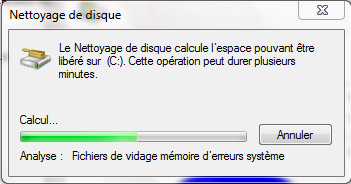 Nettoyage de disque
Le Nettoyage de disque calcule l'espace pouvant être
libéré sur (C:). Cette opération peut durer plusieurs
minutes.
Calcul...
Annuler
Analyse : Fichiers de vidage mémoire d'erreurs système